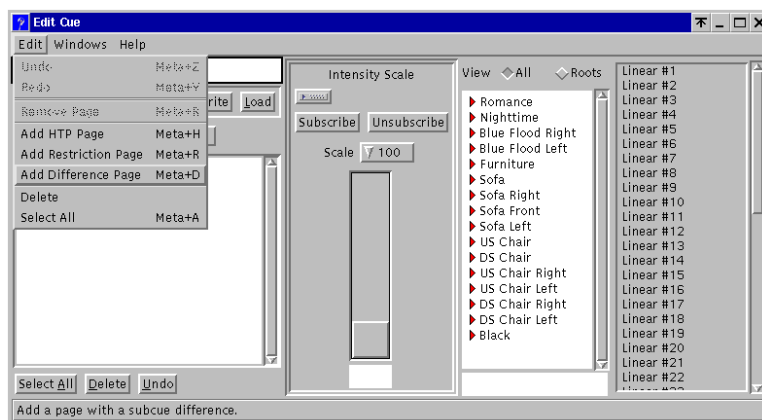 Edit Cue
Edit Windows Help
Undo Meta+Z
Redo Meta+Y
Remove Page Meta+R
Add HTP Page Meta+H
Add Restriction Page Meta+R
Add Difference Page Meta+D
Delete
Select All Meta+A
rite Load
Select All Delete Undo
Intensity Scale
Subscribe Unsubscribe
Scale 100
View All Roots
Romance
Nighttime
Blue Flood Right
Blue Flood Left
Furniture
Sofa
Sofa Right
Sofa Front
Sofa Left
US Chair
DS Chair
US Chair Right
US Chair Left
DS Chair Right
DS Chair Left
Black
Linear #1
Linear #2
Linear #3
Linear #4
Linear #5
Linear #6
Linear #7
Linear #8
Linear #9
Linear #10
Linear #11
Linear #12
Linear #13
Linear #14
Linear #15
Linear #16
Linear #17
Linear #18
Linear #19
Linear #20
Linear #21
Linear #22
Add a page with a subcue difference.